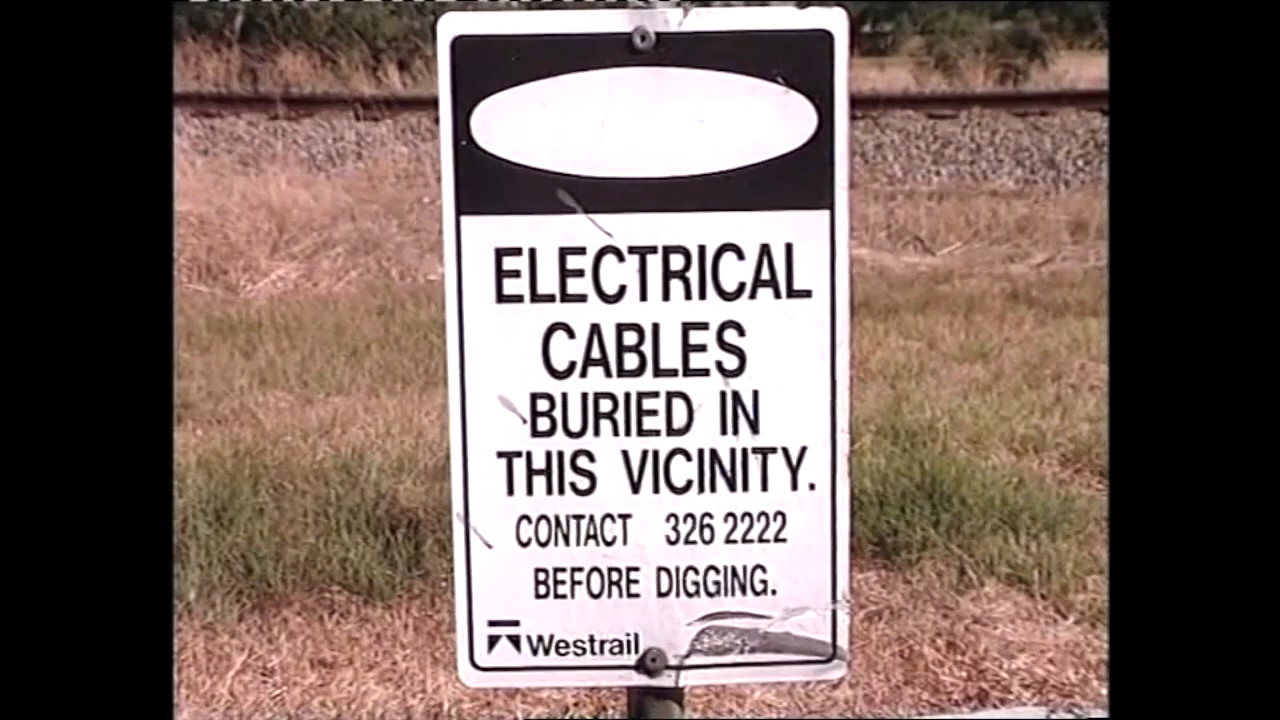 ELECTRICAL
CABLES
BURIED IN
THIS VICINITY.
CONTACT 326 2222
BEFORE DIGGING.
Westrail